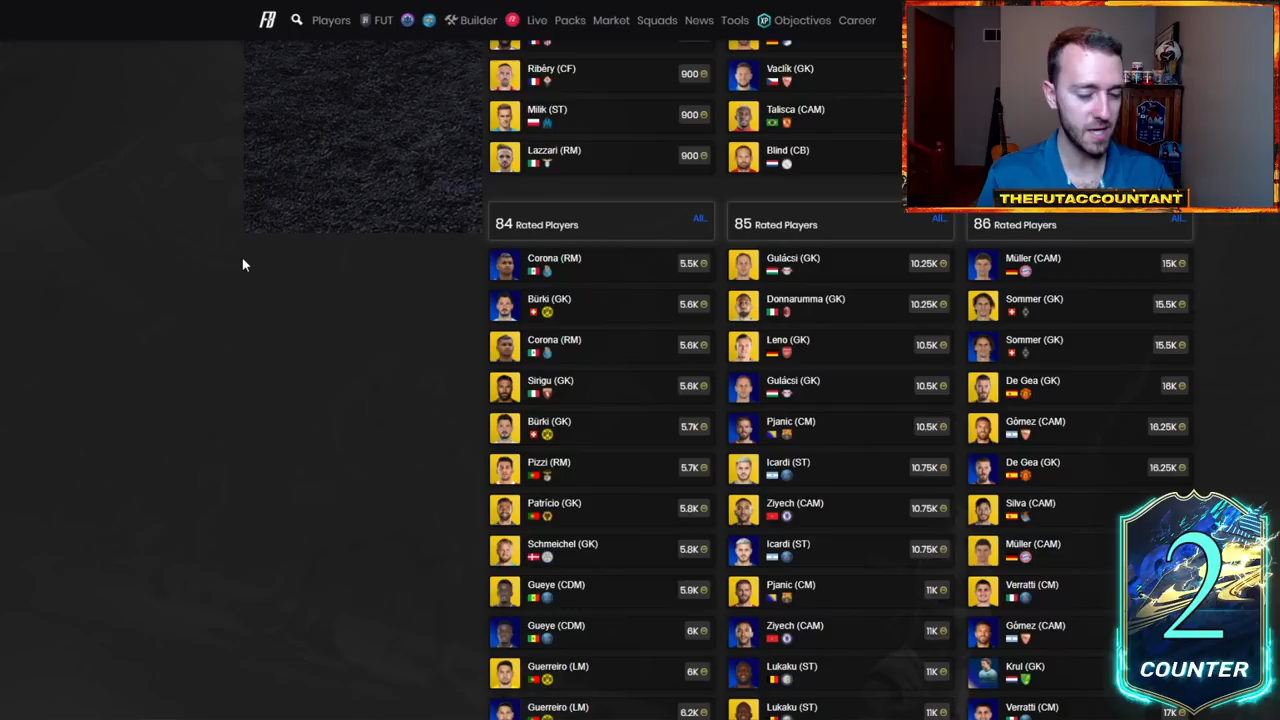 F8 Players FUT Builder Live Packs Market Squads News Tools XP Objectives Career
Ribéry (CF) 900
Vaclík (GK)
Milik (ST) 900
Talisca (CAM)
Lazzari (RM) 900
Blind (CB)
THEFUTACCOUNTANT
84 Rated Players All..
85 Rated Players All..
86 Rated Players All..
Corona (RM) 5.5K
Gulácsi (GK) 10.25K
Müller (CAM) 15K
Bürki (GK) 5.6K
Donnarumma (GK) 10.25K
Sommer (GK) 15.5K
Corona (RM) 5.6K
Leno (GK) 10.5K
Sommer (GK) 15.5K
Sirigu (GK) 5.6K
Gulácsi (GK) 10.5K
De Gea (GK) 16K
Bürki (GK) 5.7K
Pjanic (CM) 10.5K
Gómez (CAM) 16.25K
Pizzi (RM) 5.7K
Icardi (ST) 10.75K
De Gea (GK) 16.25K
Patrício (GK) 5.8K
Ziyech (CAM) 10.75K
Silva (CAM)
Schmeichel (GK) 5.8K
Icardi (ST) 10.75K
Müller (CAM)
Gueye (CDM) 5.9K
Pjanic (CM) 11K
Verratti (CM)
Gueye (CDM) 6K
Ziyech (CAM) 11K
Gómez (CAM)
Guerreiro (LM) 6K
Lukaku (ST) 11K
Krul (GK)
Guerreiro (LM) 6.2K
Lukaku (ST) 11K
Verratti (CM) 17K
2
COUNTER